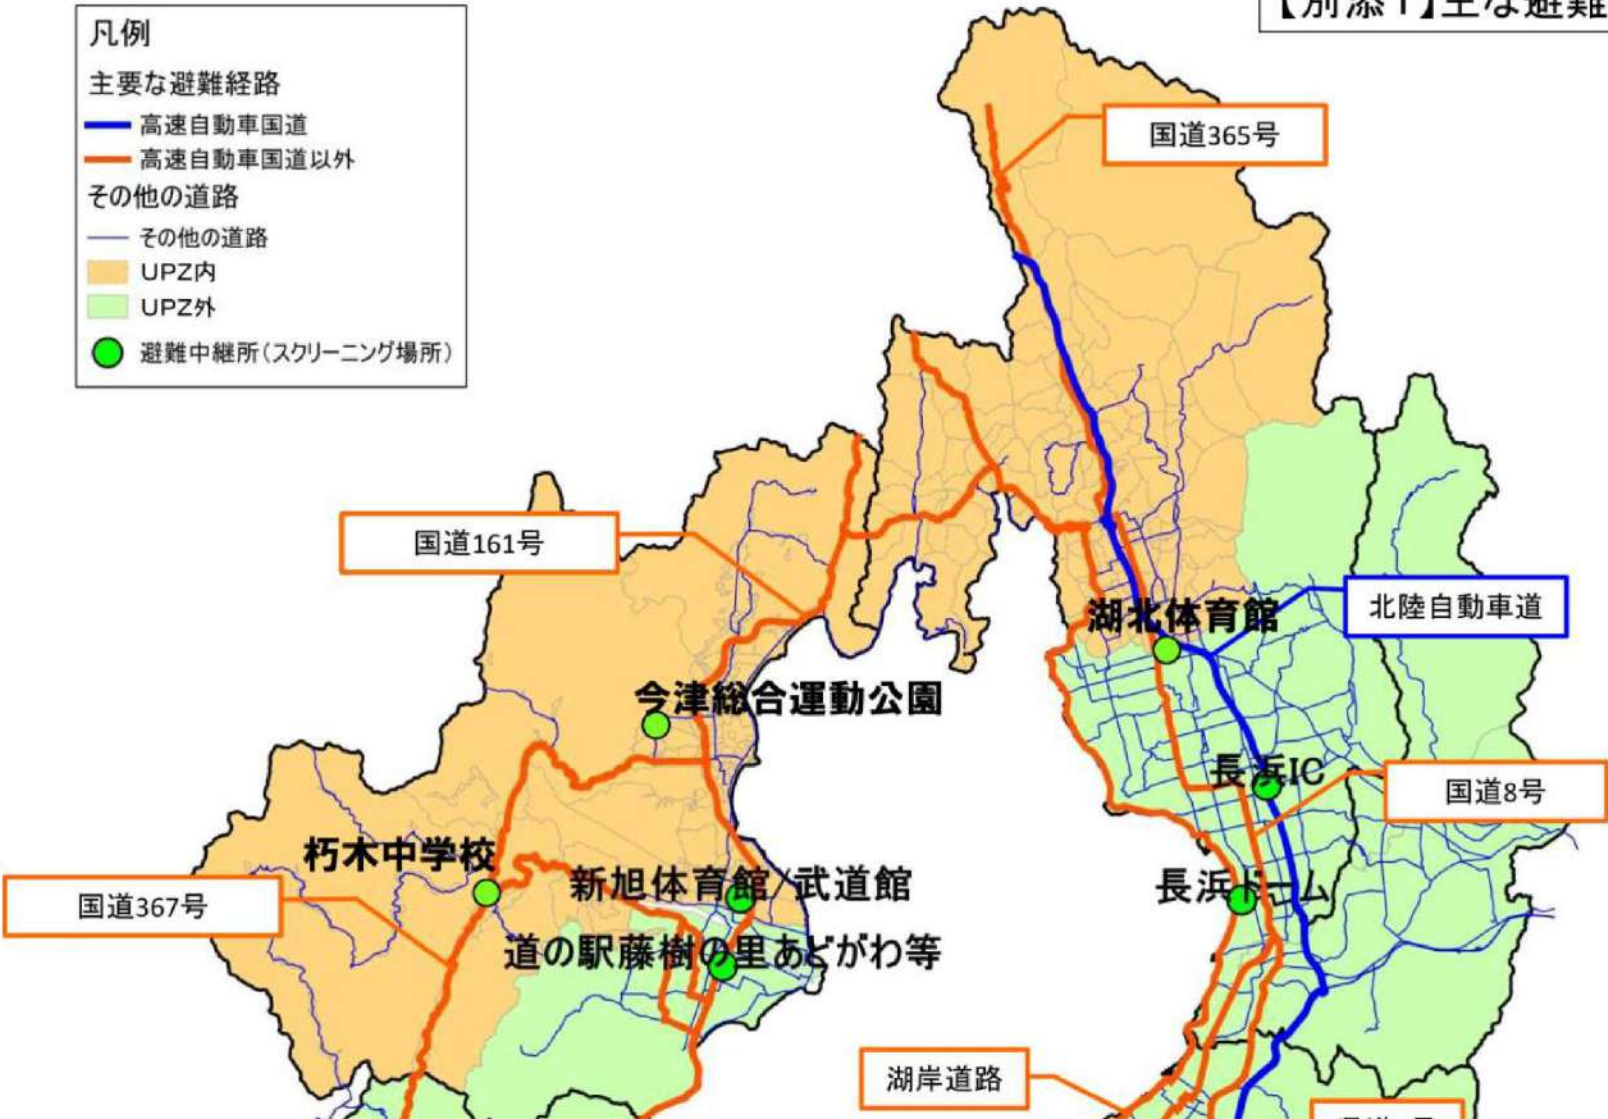 【別添1】主な避難
凡例
主要な避難経路
高速自動車国道
高速自動車国道以外
その他の道路
その他の道路
UPZ内
UPZ外
避難中継所(スクリーニング場所)
国道365号
国道161号
北陸自動車道
湖北体育館
今津総合運動公園
長浜IC
国道8号
朽木中学校
新旭体育館/武道館
長浜ドーム
国道367号
道の駅藤樹の里あどがわ等
湖岸道路